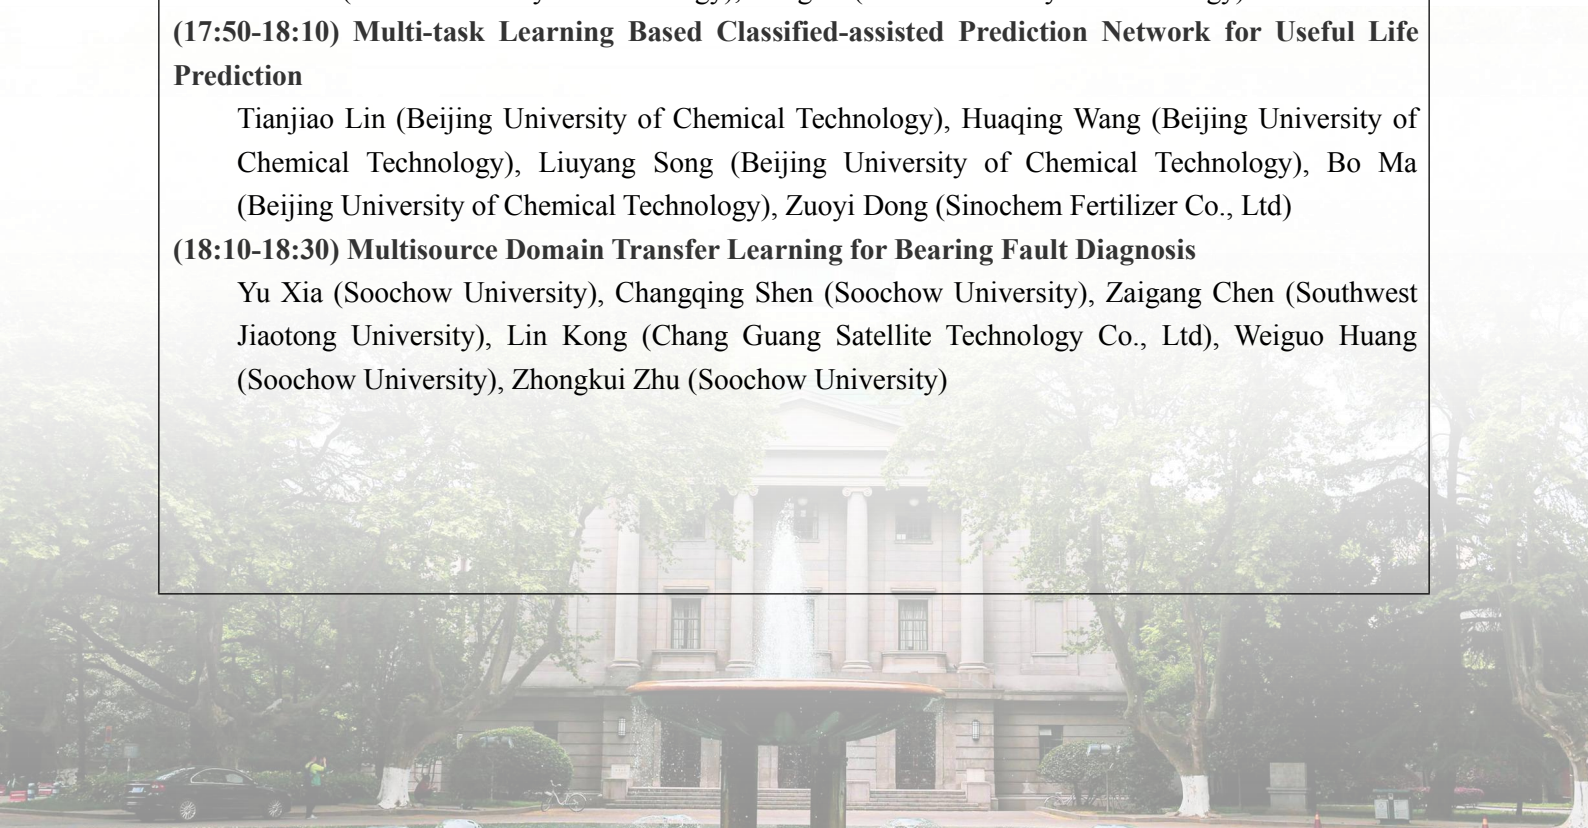 (17:50-18:10) Multi-task Learning Based Classified-assisted Prediction Network for Useful Life
Prediction
Tianjiao Lin (Beijing University of Chemical Technology), Huaqing Wang (Beijing University of
Chemical Technology), Liuyang Song (Beijing University of Chemical Technology), Bo Ma
(Beijing University of Chemical Technology), Zuoyi Dong (Sinochem Fertilizer Co., Ltd)
(18:10-18:30) Multisource Domain Transfer Learning for Bearing Fault Diagnosis
Yu Xia (Soochow University), Changqing Shen (Soochow University), Zaigang Chen (Southwest
Jiaotong University), Lin Kong (Chang Guang Satellite Technology Co., Ltd), Weiguo Huang
(Soochow University), Zhongkui Zhu (Soochow University)